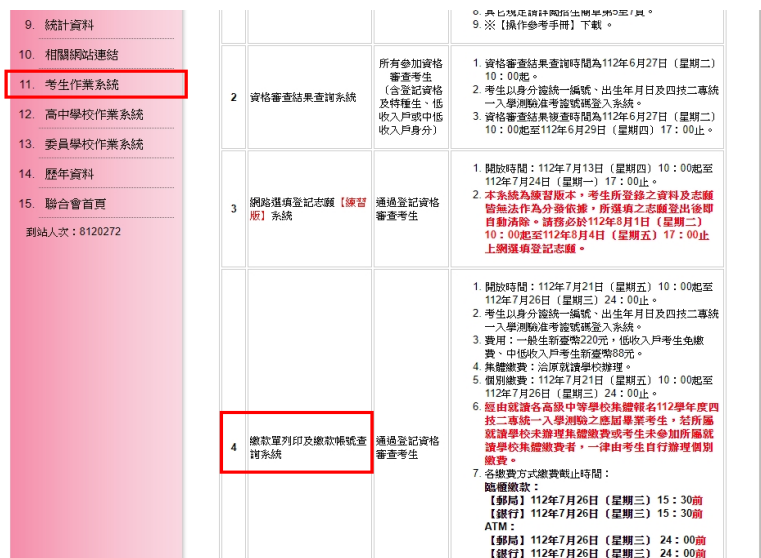 9. 統計資料
10. 相關網站連結
11. 考生作業系統
12. 高中學校作業系統
13. 委員學校作業系統
14. 歷年資料
15. 聯合會首頁
到站人次：8120272
9. ※【操作參考手冊】下載。
2
資格審查結果查詢系統
所有參加資格
審查考生
（含登記資格
及特種生、低
收入戶或中低
收入戶身分）
1. 資格審查結果查詢時間為112年6月27日（星期二）
10：00起。
2. 考生以身分證統一編號、出生年月日及四技二專統
一入學測驗准考證號碼登入系統。
3. 資格審查結果複查時間為112年6月27日（星期二）
10：00起至112年6月29日（星期四）17：00止。
3
網路選填登記志願【練習
版】系統
通過登記資格
審查考生
1. 開放時間：112年7月13日（星期四）10：00起至
112年7月24日（星期一）17：00止。
2. 本系統為練習版本，考生所登錄之資料及志願
皆無法作為分發依據，所選填之志願登出後即
自動清除。請務必於112年8月1日（星期二）
10：00起至112年8月4日（星期五）17：00止
上網選填登記志願。
4
繳款單列印及繳款帳號查
詢系統
通過登記資格
審查考生
1. 開放時間：112年7月21日（星期五）10：00起至
112年7月26日（星期三）24：00止。
2. 考生以身分證統一編號、出生年月日及四技二專統
一入學測驗准考證號碼登入系統。
3. 費用：一般生新臺幣220元，低收入戶考生免繳
費、中低收入戶考生新臺幣88元。
4. 集體繳費：洽原就讀學校辦理。
5. 個別繳費：112年7月21日（星期五）10：00起至
112年7月26日（星期三）24：00止。
6. 經由就讀各高級中等學校集體報名112學年度四
技二專統一入學測驗之應屆畢業考生，若所屬
就讀學校未辦理集體繳費或考生未參加所屬就
讀學校集體繳費者，一律由考生自行辦理個別
繳費。
7. 各繳費方式繳費截止時間：
臨櫃繳款：
【郵局】112年7月26日（星期三）15：30前
【銀行】112年7月26日（星期三）15：30前
ATM：
【郵局】112年7月26日（星期三） 24：00前
【銀行】112年7月26日（星期三） 24：00前